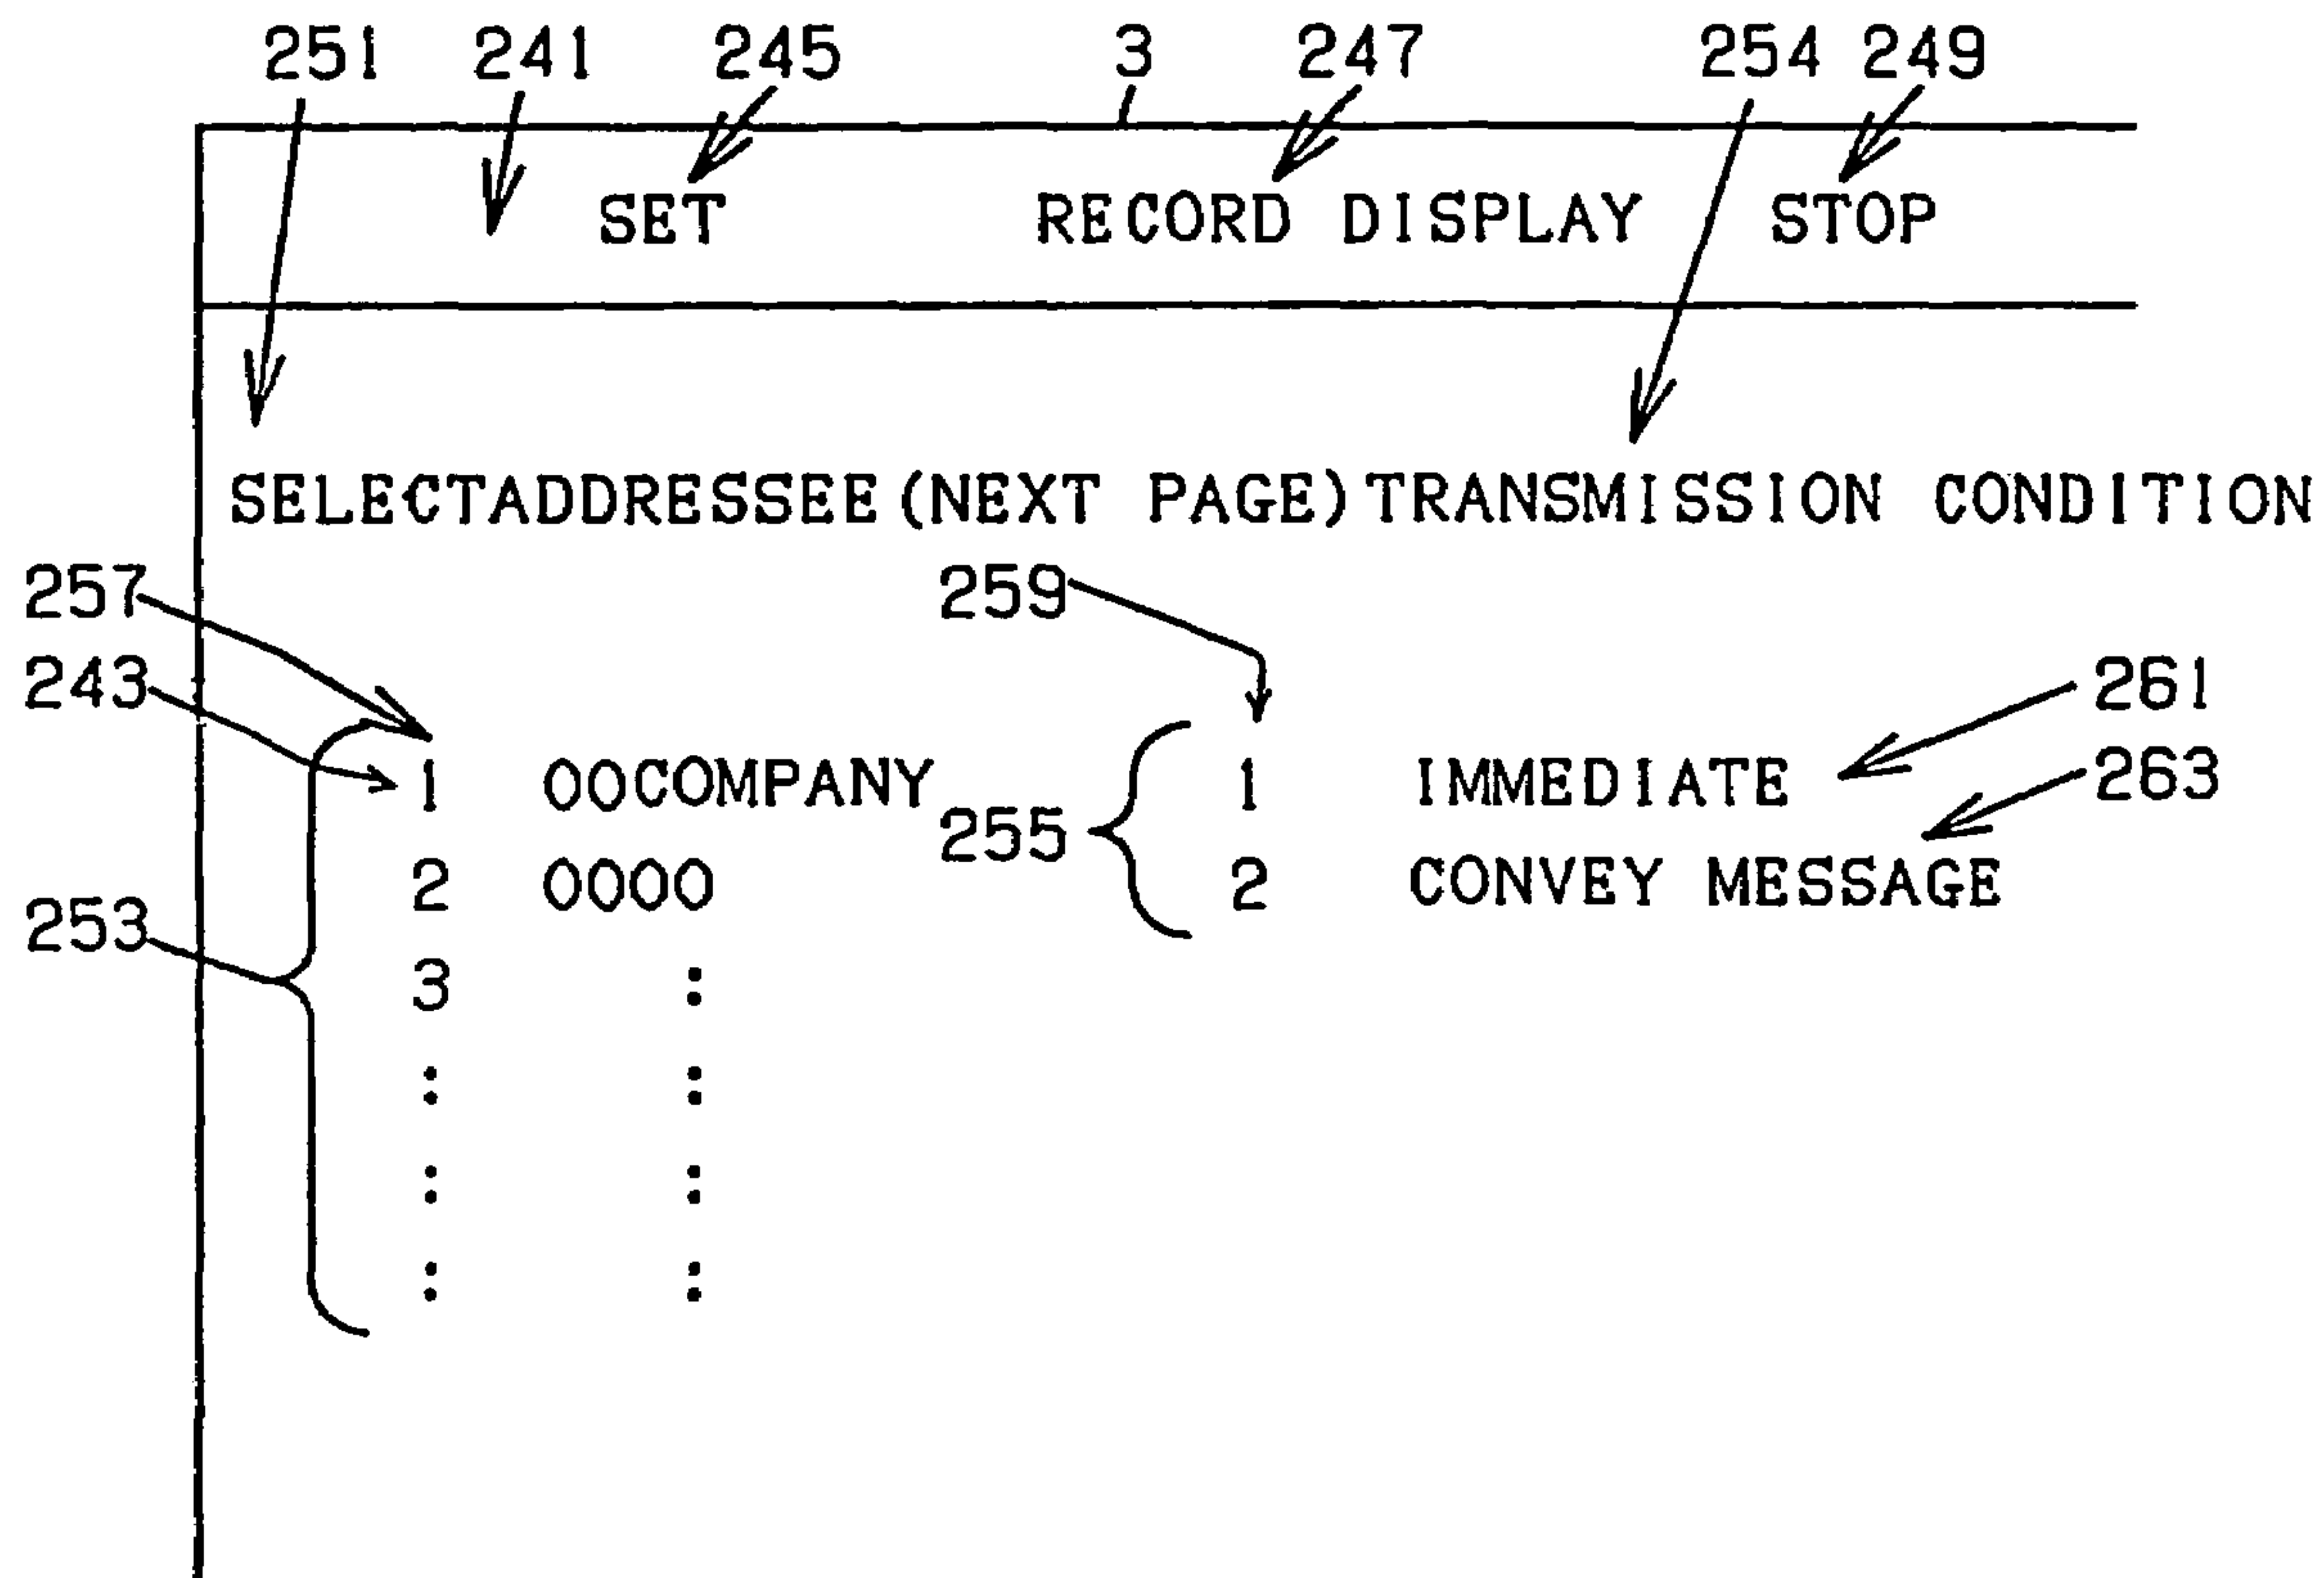 251 241 245 3 247 254 249
SET RECORD DISPLAY STOP
SELECTADDRESSEE (NEXT PAGE) TRANSMISSION CONDITION
257 259
243 261
1 OOCOMPANY 1 IMMEDIATE 263
255
2 OOOO 2 CONVEY MESSAGE
253
3 :
: :
: :
: :